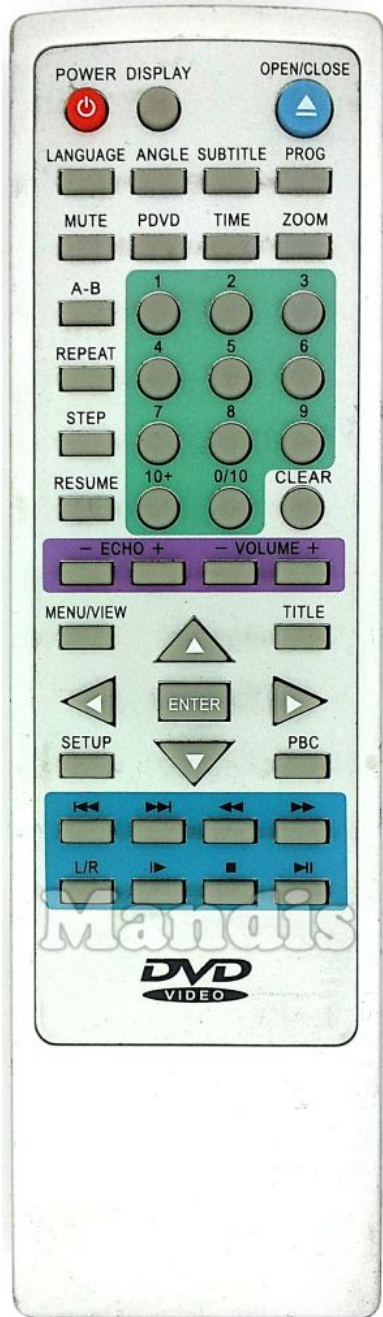 POWER DISPLAY OPEN/CLOSE
LANGUAGE ANGLE SUBTITLE PROG
MUTE PDVD TIME ZOOM
A-B 1 2 3
REPEAT 4 5 6
STEP 7 8 9
RESUME 10+ 0/10 CLEAR
- ECHO + - VOLUME +
MENU/VIEW TITLE
ENTER
SETUP PBC
L/R
Mandis
DVD
VIDEO